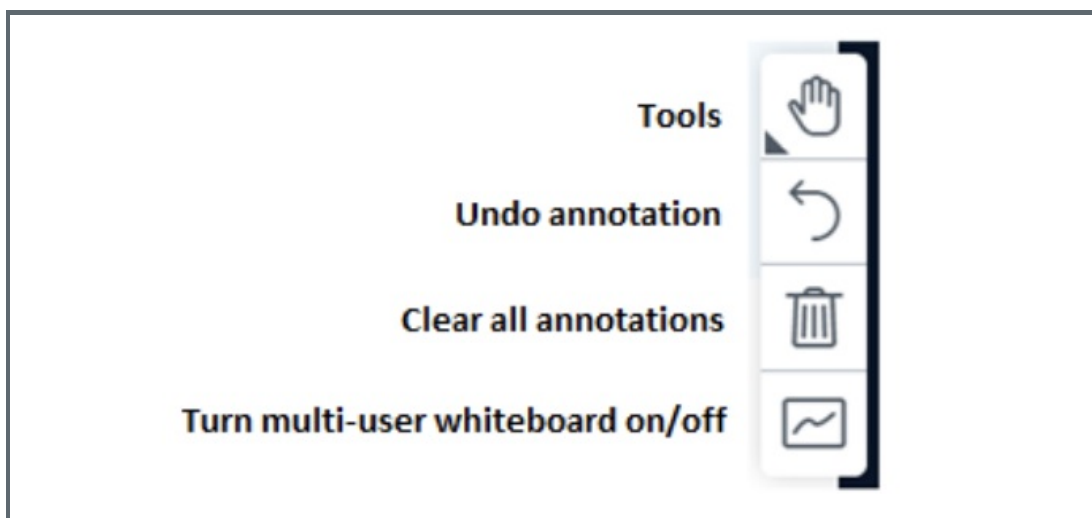 Tools
Undo annotation
Clear all annotations
Turn multi-user whiteboard on/off